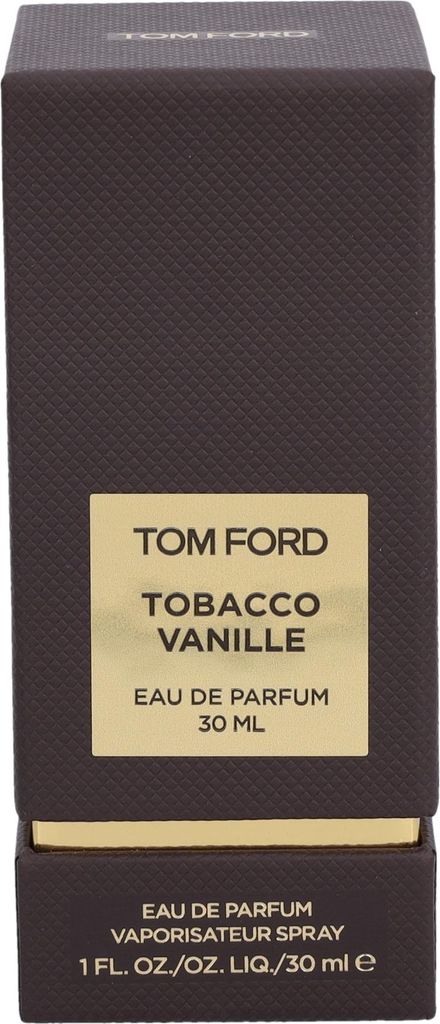 TOM FORD
TOM FORD
TOBACCO
VANILLE
EAU DE PARFUM
30 ML
EAU DE PARFUM
VAPORISATEUR SPRAY
1 FL. OZ./OZ. LIQ./30 ml ℮